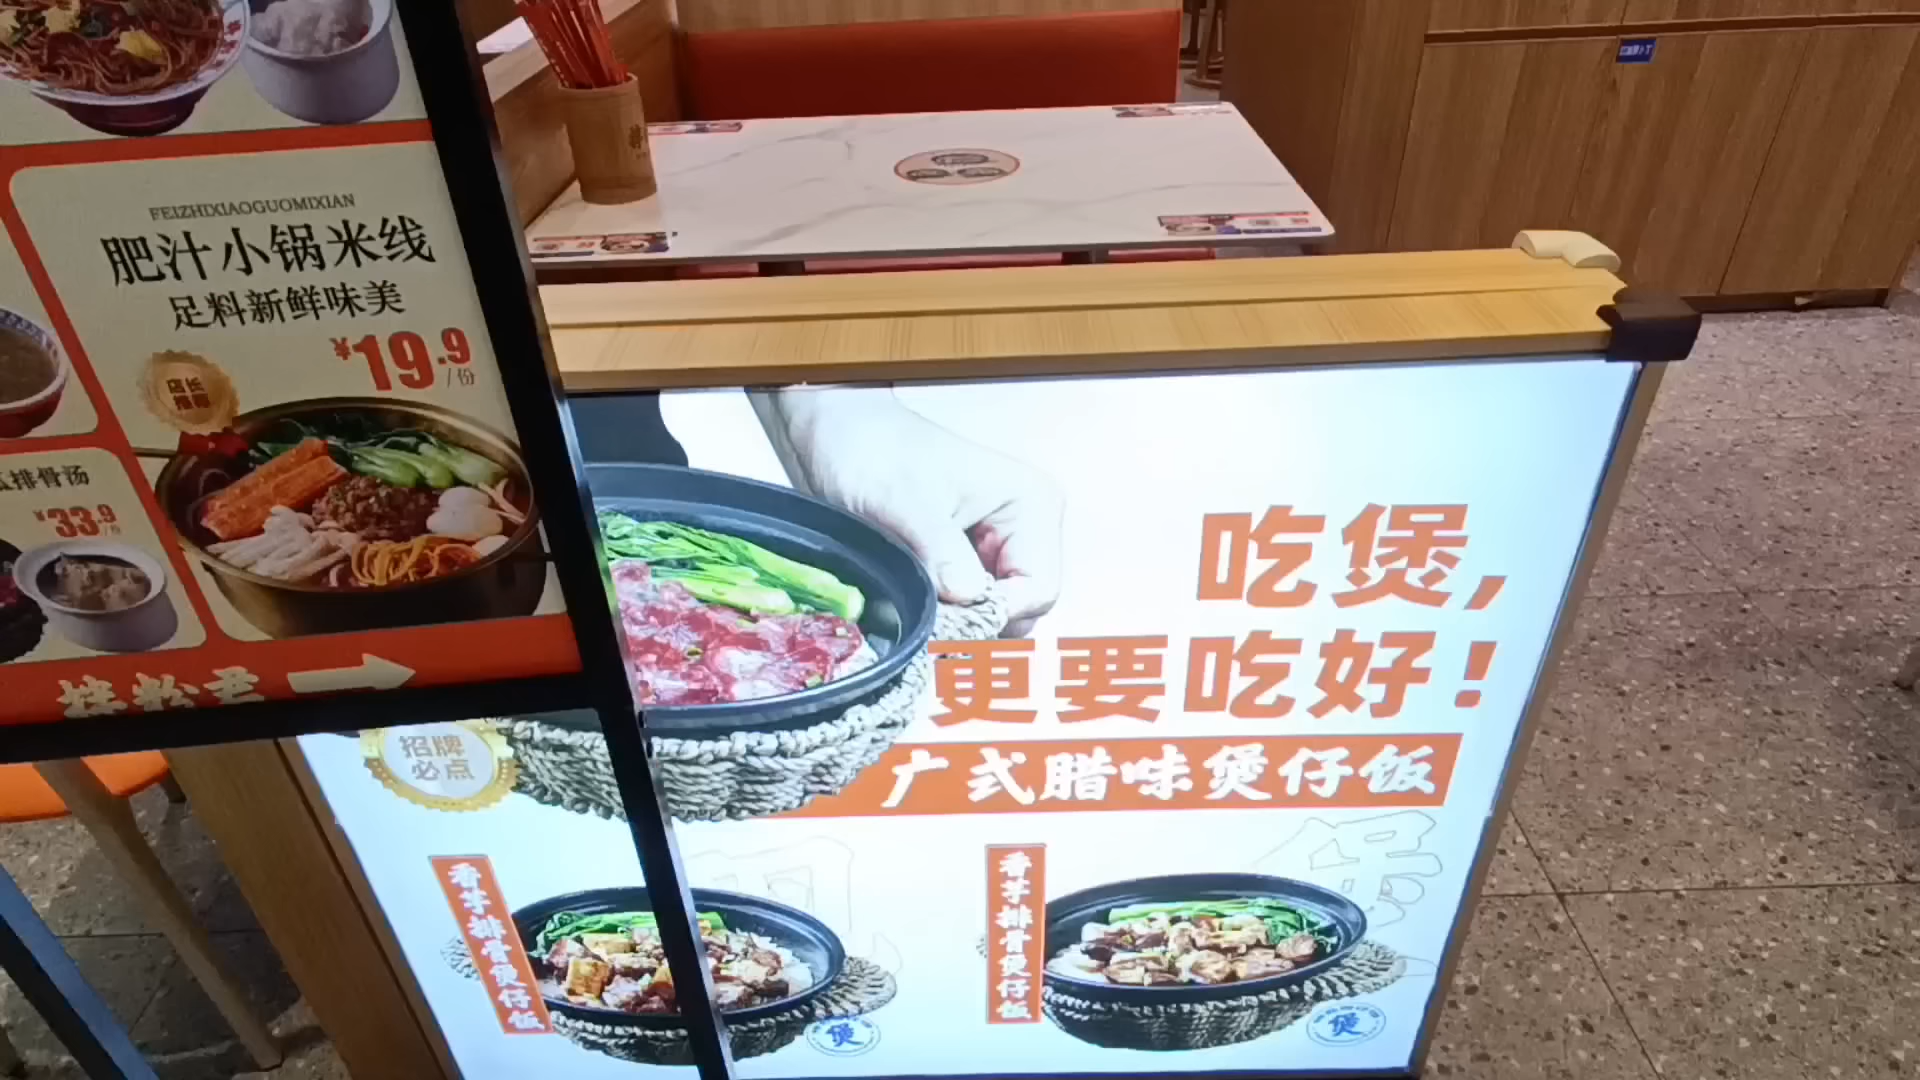 FEIZHIXIAOGUOMIXIAN
肥汁小锅米线
足料新鲜味美
¥19.9/份
店长
推荐
排骨汤
¥33.9/份
吃煲,
更要吃好!
广式腊味煲仔饭
招牌
必点
香芋排骨煲仔饭
香芋排骨煲仔饭
煲
煲